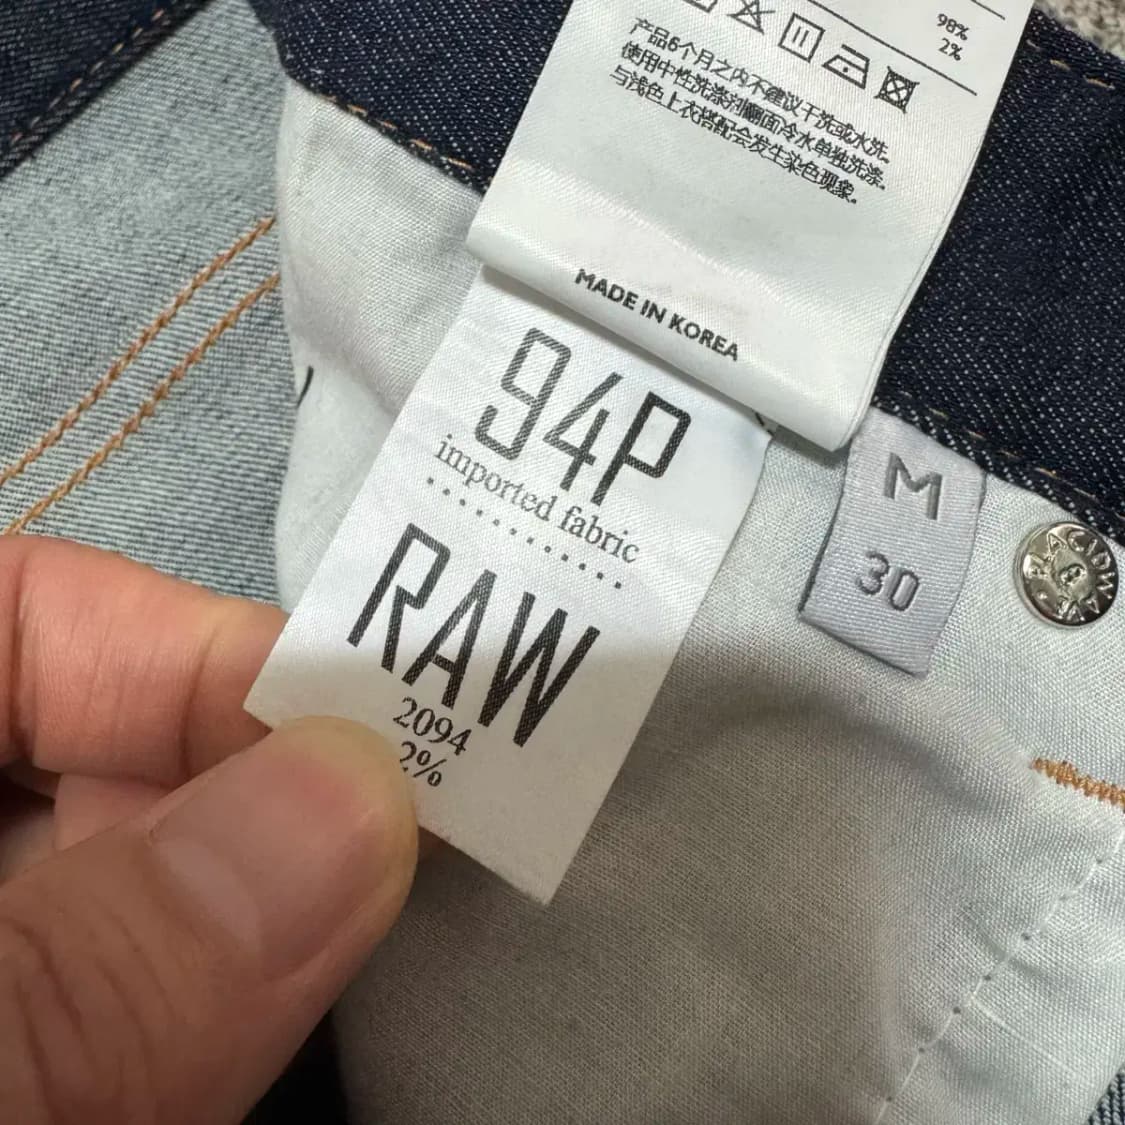 98%
2%
产品6个月之内不建议干洗或水洗.
使用中性洗涤剂翻面冷水单独洗涤.
与浅色上衣搭配会发生染色现象.
MADE IN KOREA
94P
imported fabric
RAW
2094
2%
M
30